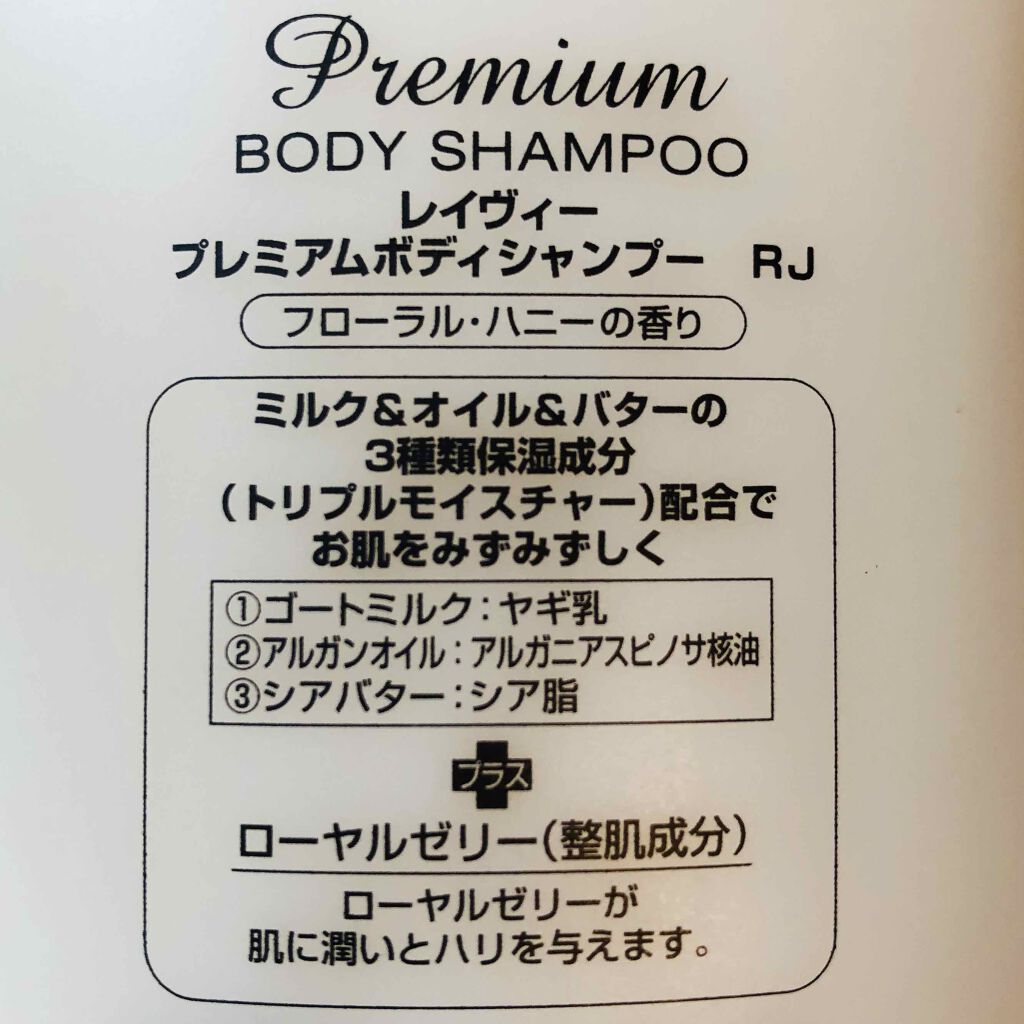 Premium
BODY SHAMPOO
レイヴィー
プレミアムボディシャンプー RJ
フローラル・ハニーの香り
ミルク&オイル&バターの
3種類保湿成分
(トリプルモイスチャー)配合で
お肌をみずみずしく
①ゴートミルク:ヤギ乳
②アルガンオイル:アルガニアスピノサ核油
③シアバター:シア脂
プラス
ローヤルゼリー(整肌成分)
ローヤルゼリーが
肌に潤いとハリを与えます。